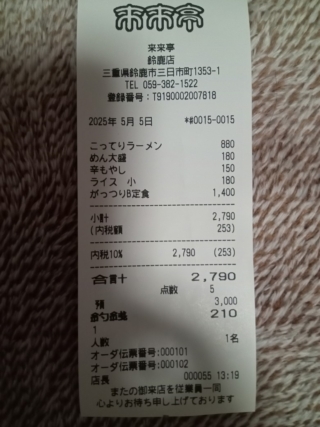 来来亭
来来亭
鈴鹿店
三重県鈴鹿市三日市町1353-1
TEL 059-382-1522
登録番号：T9190002007818
2025年 5月 5日 *#0015-0015
こってりラーメン 880
めん大盛 180
辛もやし 150
ライス 小 180
がっつりB定食 1,400
小計 2,790
(内税額 253)
内税10% 2,790 (253)
合計 2,790
点数 5
預 3,000
お釣 210
1
人数 1名
オーダ伝票番号:000101
オーダ伝票番号:000102
店長 000055 13:19
またの御来店を従業員一同
心よりお待ち申し上げております